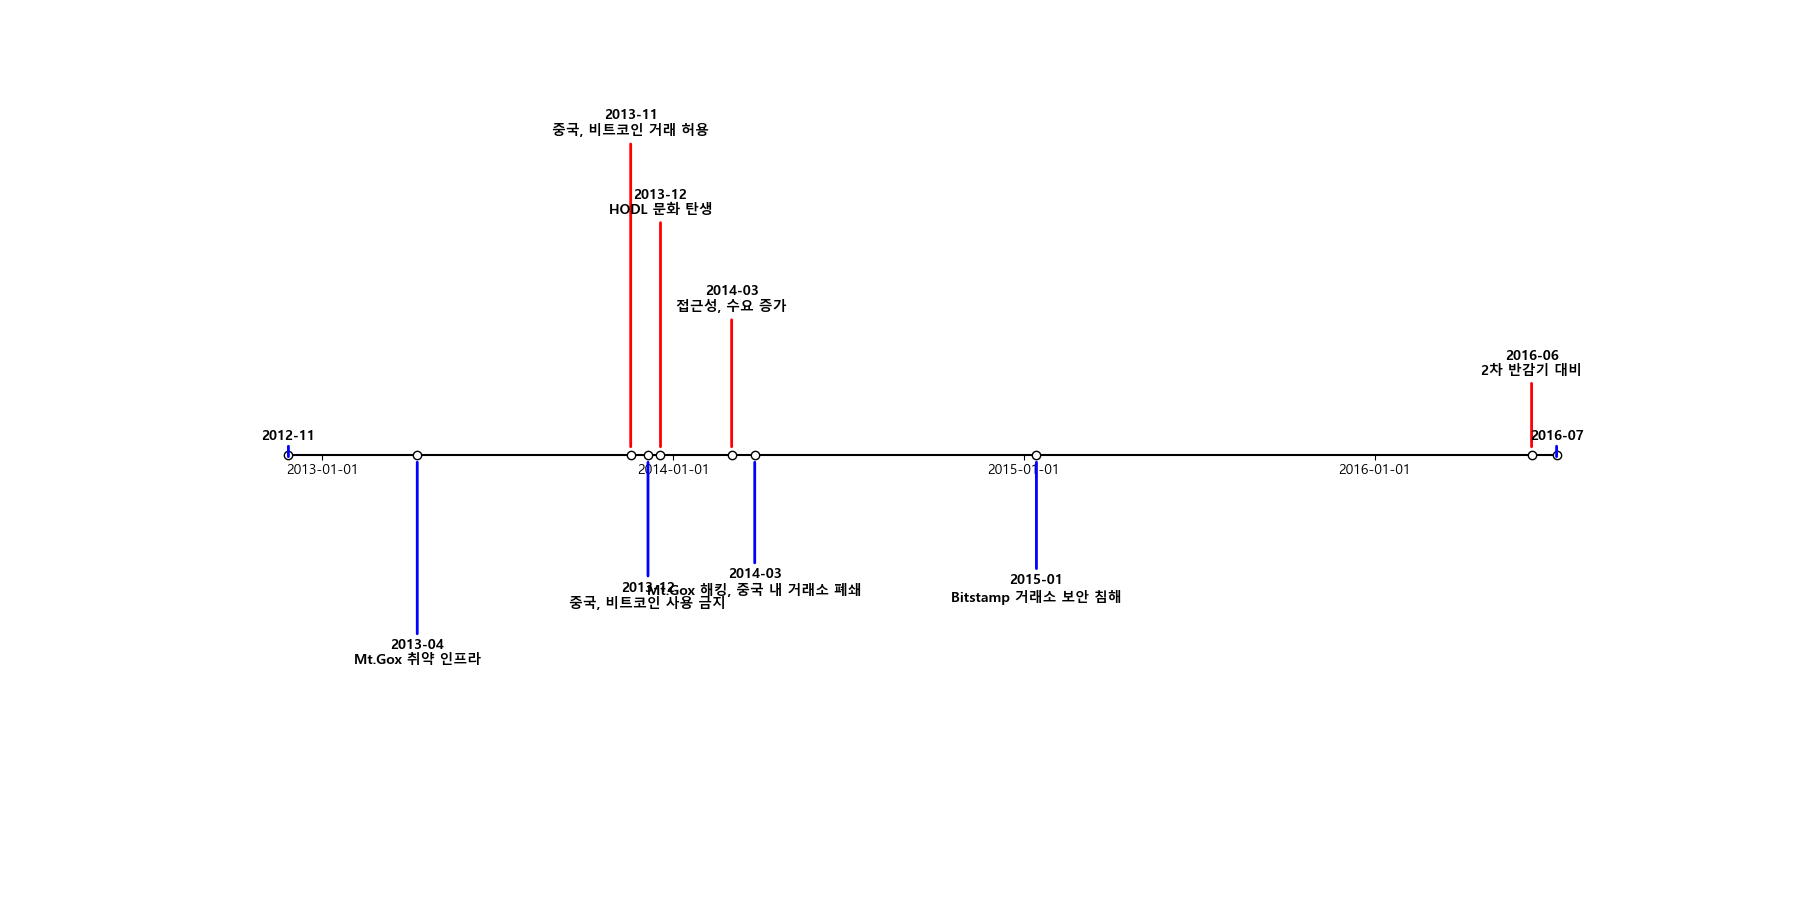 2013-11
중국, 비트코인 거래 허용
2013-12
HODL 문화 탄생
2014-03
접근성, 수요 증가
2016-06
2차 반감기 대비
2012-11
2016-07
2013-01-01
2014-01-01
2015-01-01
2016-01-01
2014-03
Mt.Gox 해킹, 중국 내 거래소 폐쇄
2013-12
중국, 비트코인 사용 금지
2015-01
Bitstamp 거래소 보안 침해
2013-04
Mt.Gox 취약 인프라